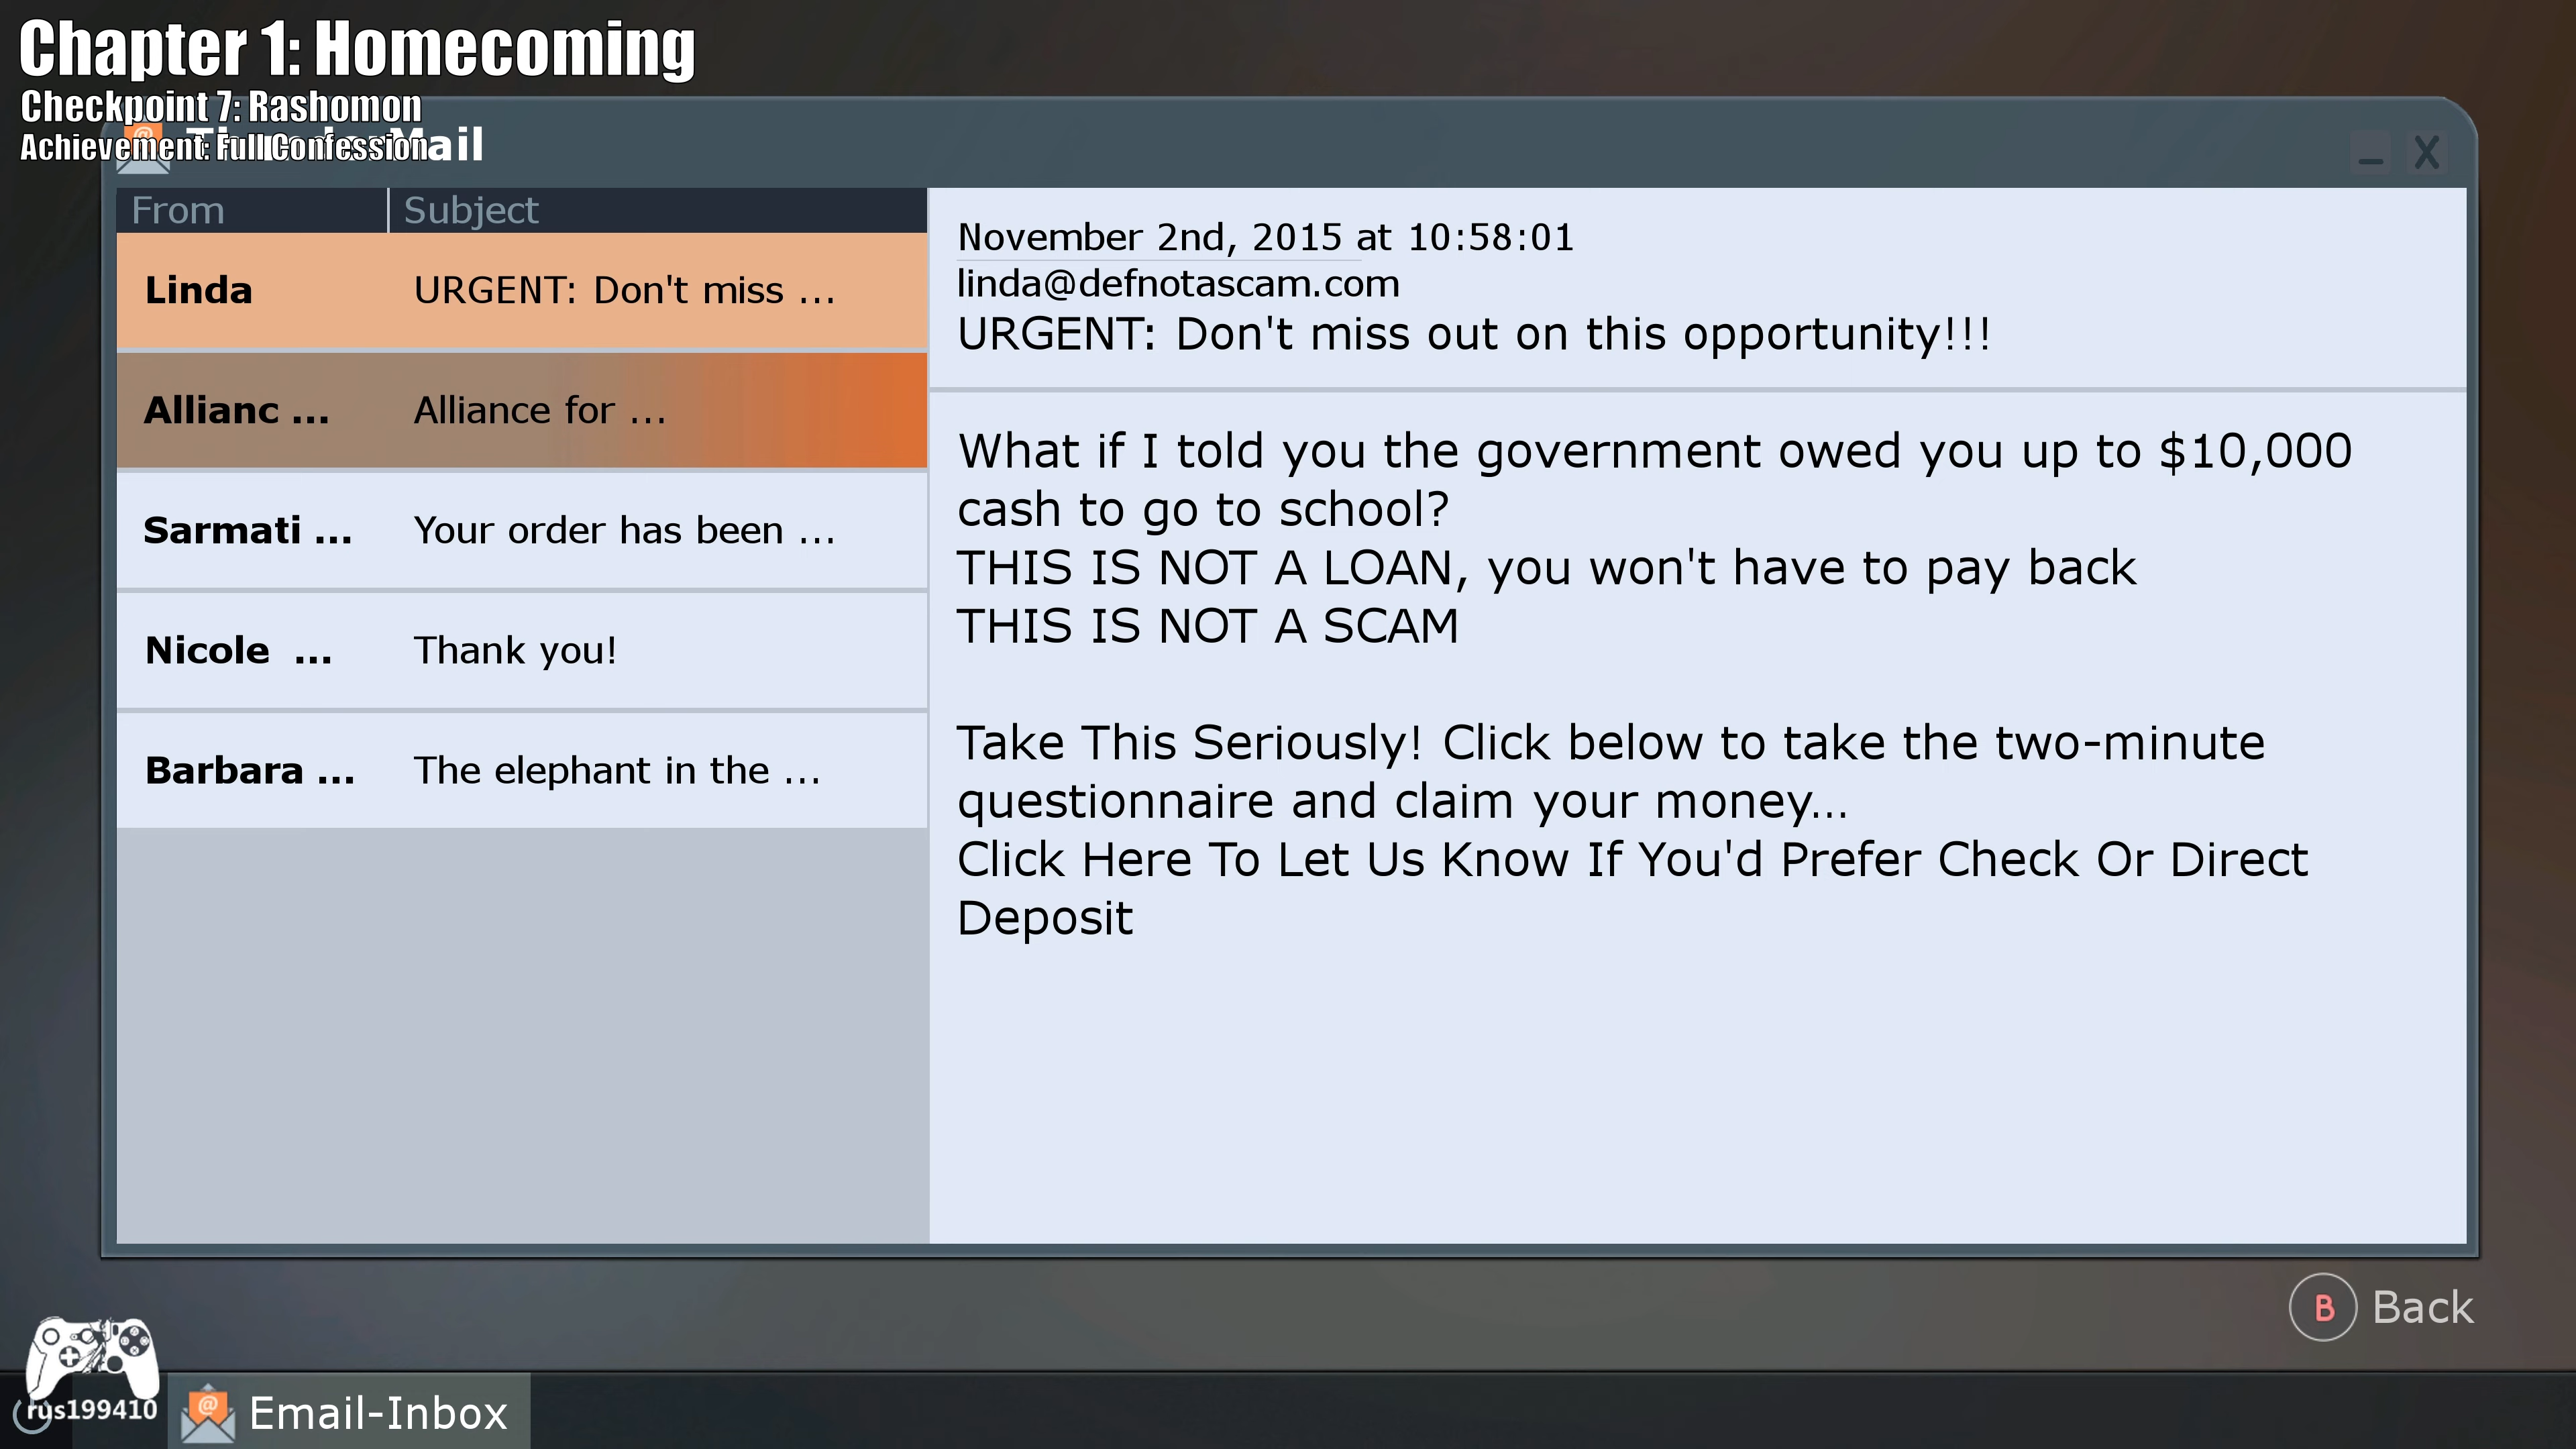 Chapter 1: Homecoming
Checkpoint 7: Rashomon
Achievement: Full Confession
ThunderMail
From Subject
Linda URGENT: Don't miss ...
Allianc ... Alliance for ...
Sarmati ... Your order has been ...
Nicole ... Thank you!
Barbara ... The elephant in the ...
November 2nd, 2015 at 10:58:01
linda@defnotascam.com
URGENT: Don't miss out on this opportunity!!!
What if I told you the government owed you up to $10,000
cash to go to school?
THIS IS NOT A LOAN, you won't have to pay back
THIS IS NOT A SCAM
Take This Seriously! Click below to take the two-minute
questionnaire and claim your money...
Click Here To Let Us Know If You'd Prefer Check Or Direct
Deposit
B Back
rus199410
Email-Inbox